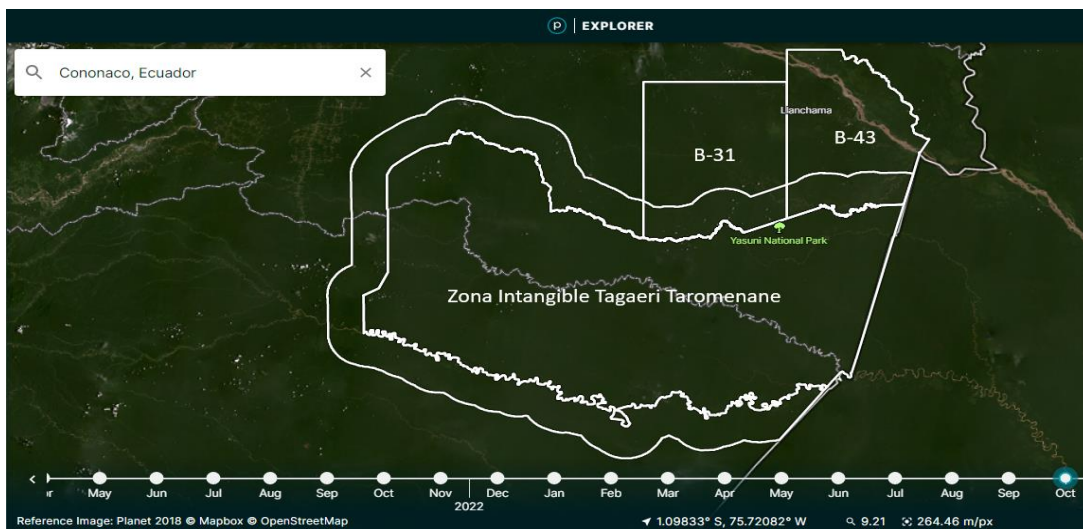 P | EXPLORER
Cononaco, Ecuador
Llanchama
B-43
B-31
Yasuni National Park
Zona Intangible Tagaeri Taromenane
May Jun Jul Aug Sep Oct Nov Dec Jan Feb Mar Apr May Jun Jul Aug Sep Oct
2022
Reference Image: Planet 2018 © Mapbox © OpenStreetMap 1.09833° S, 75.72082° W 9.21 264.46 m/px